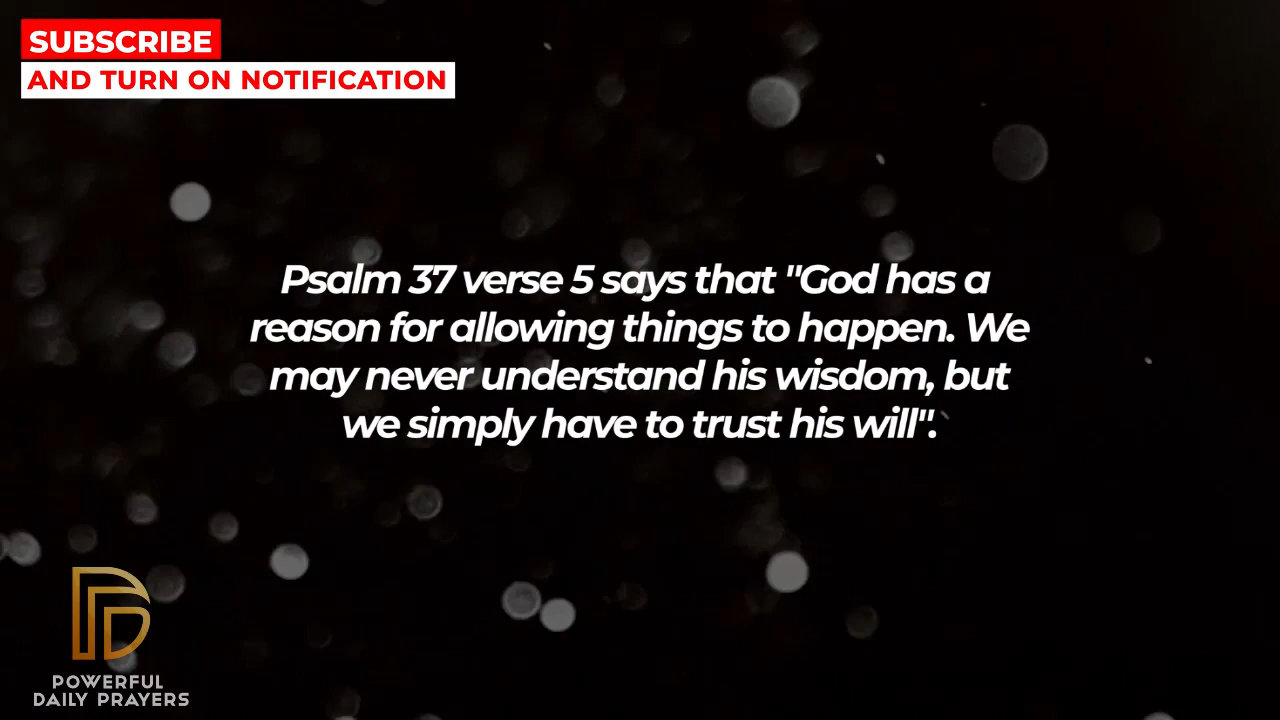 SUBSCRIBE
AND TURN ON NOTIFICATION
Psalm 37 verse 5 says that "God has a
reason for allowing things to happen. We
may never understand his wisdom, but
we simply have to trust his will".
POWERFUL
DAILY PRAYERS